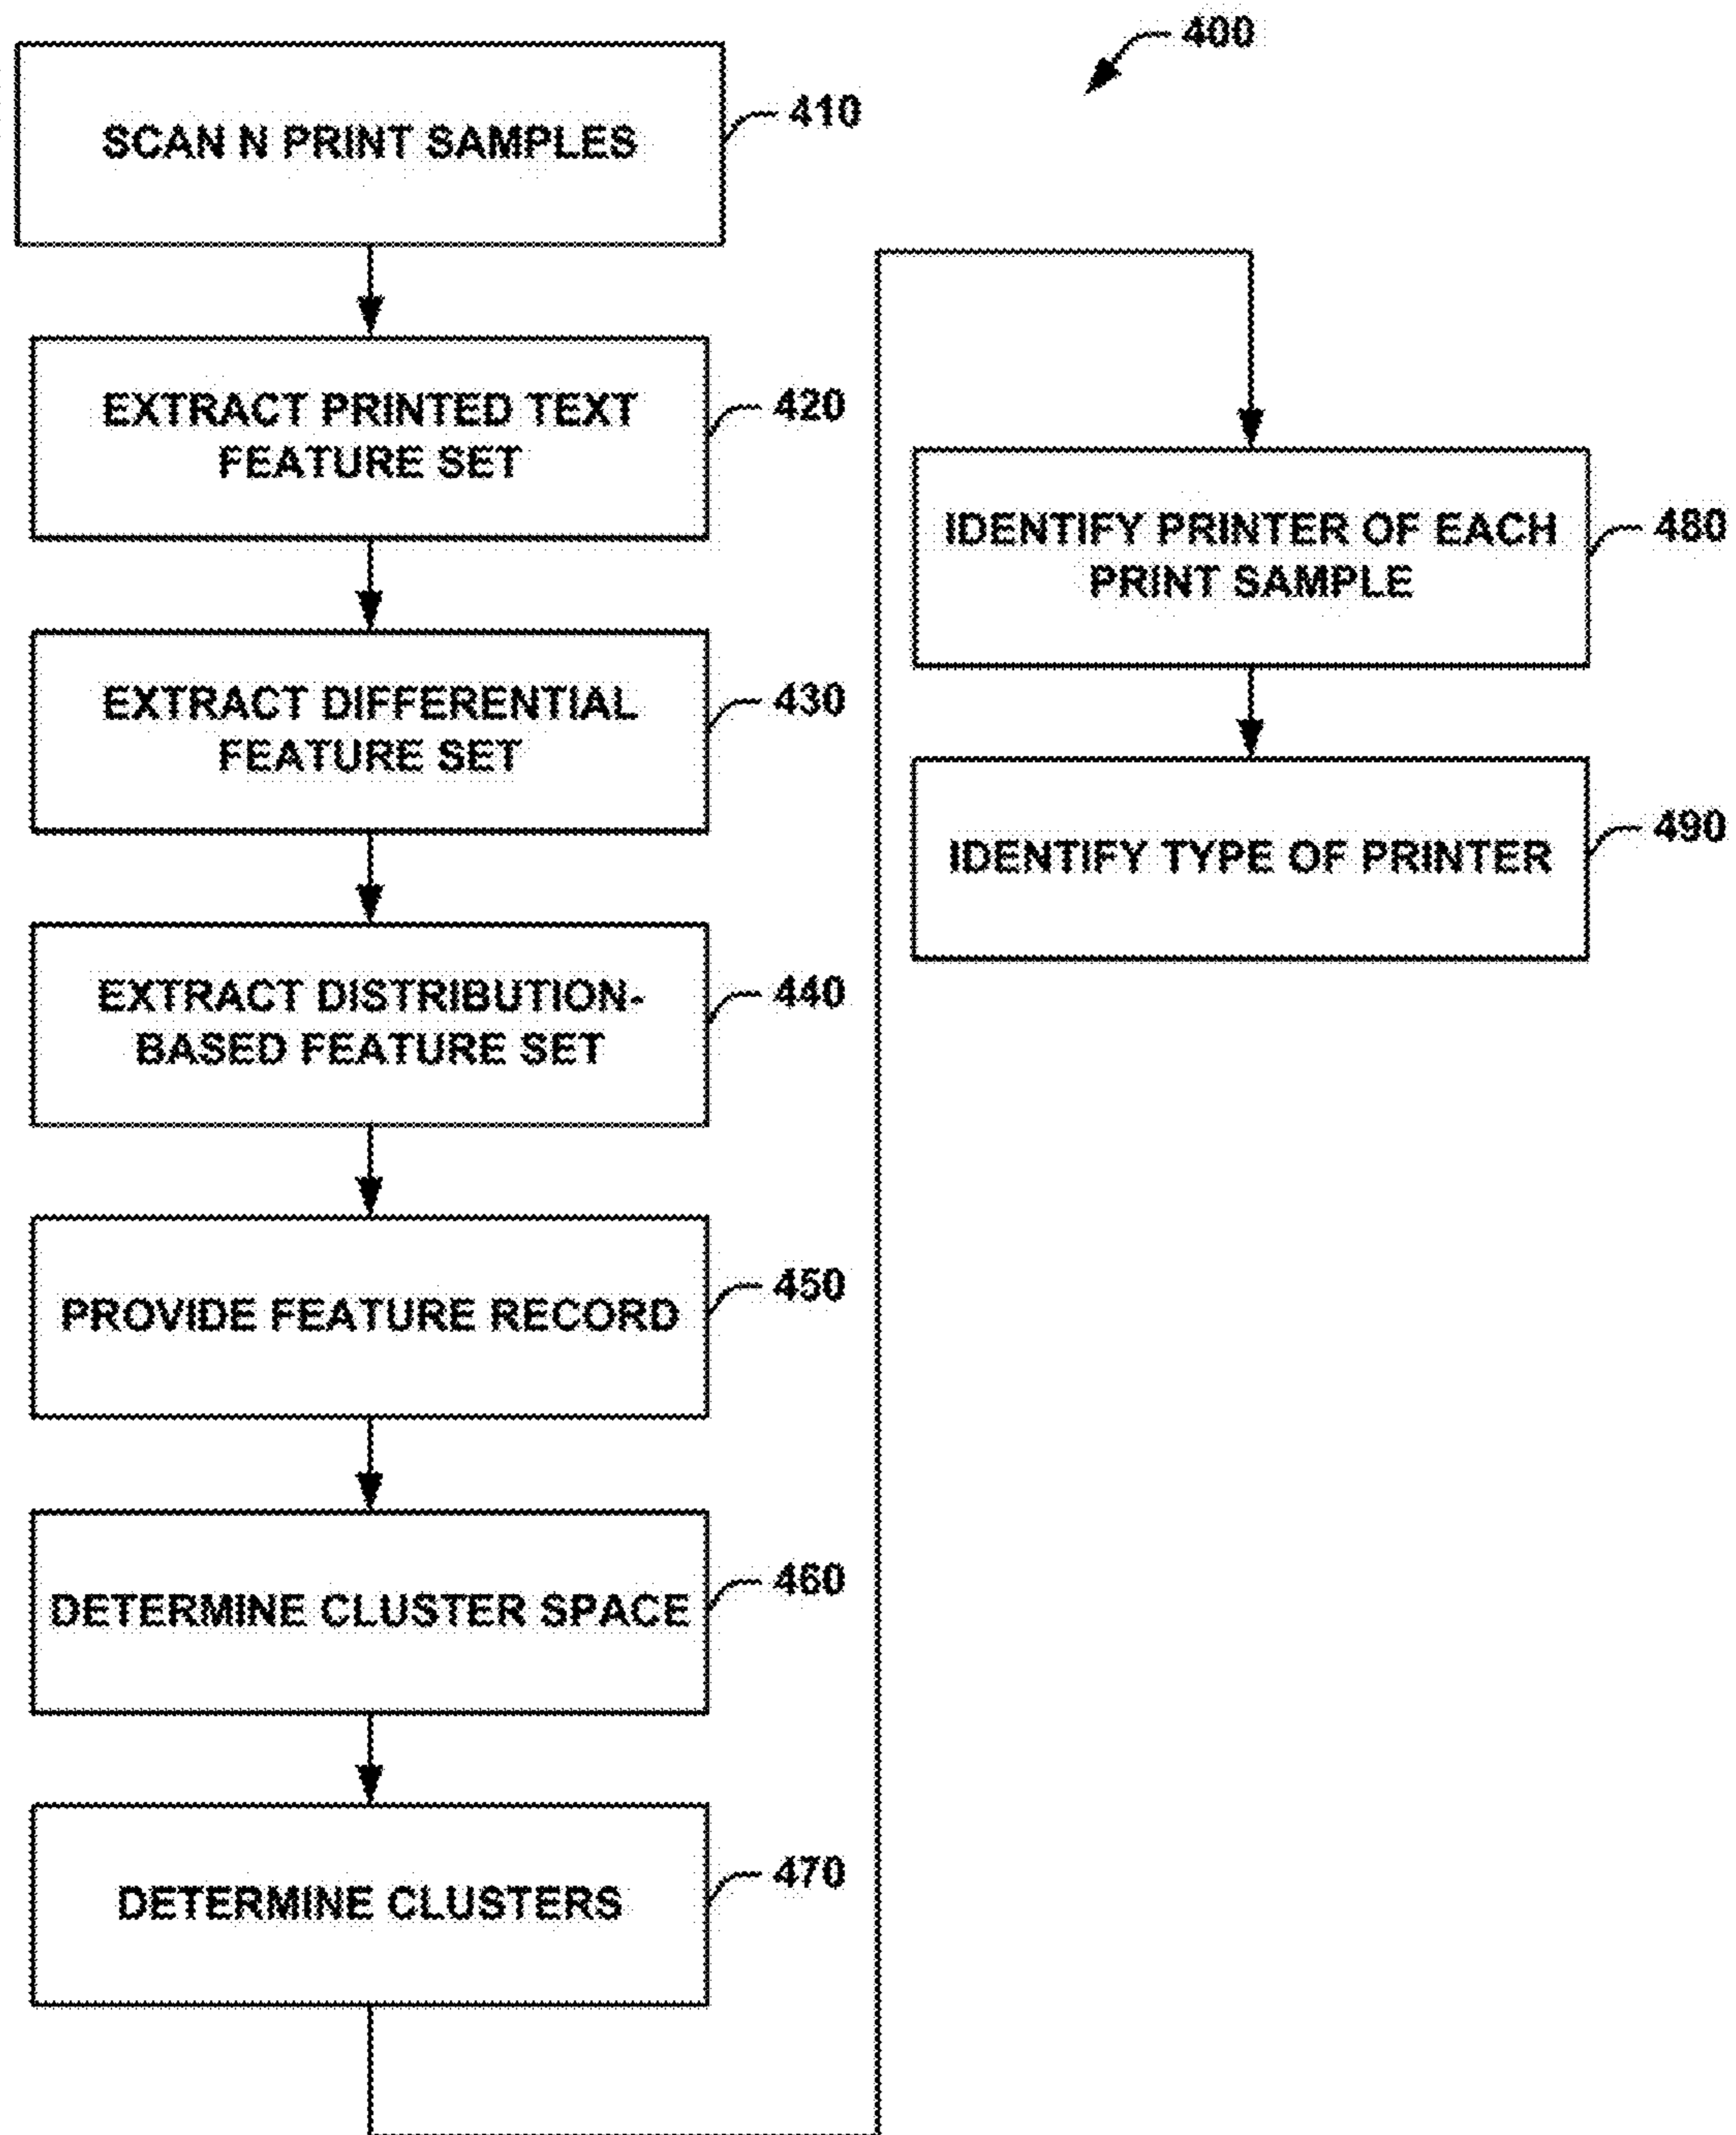 400
SCAN N PRINT SAMPLES
410
EXTRACT PRINTED TEXT
FEATURE SET
420
EXTRACT DIFFERENTIAL
FEATURE SET
430
EXTRACT DISTRIBUTION-
BASED FEATURE SET
440
PROVIDE FEATURE RECORD
450
DETERMINE CLUSTER SPACE
460
DETERMINE CLUSTERS
470
IDENTIFY PRINTER OF EACH
PRINT SAMPLE
480
IDENTIFY TYPE OF PRINTER
490